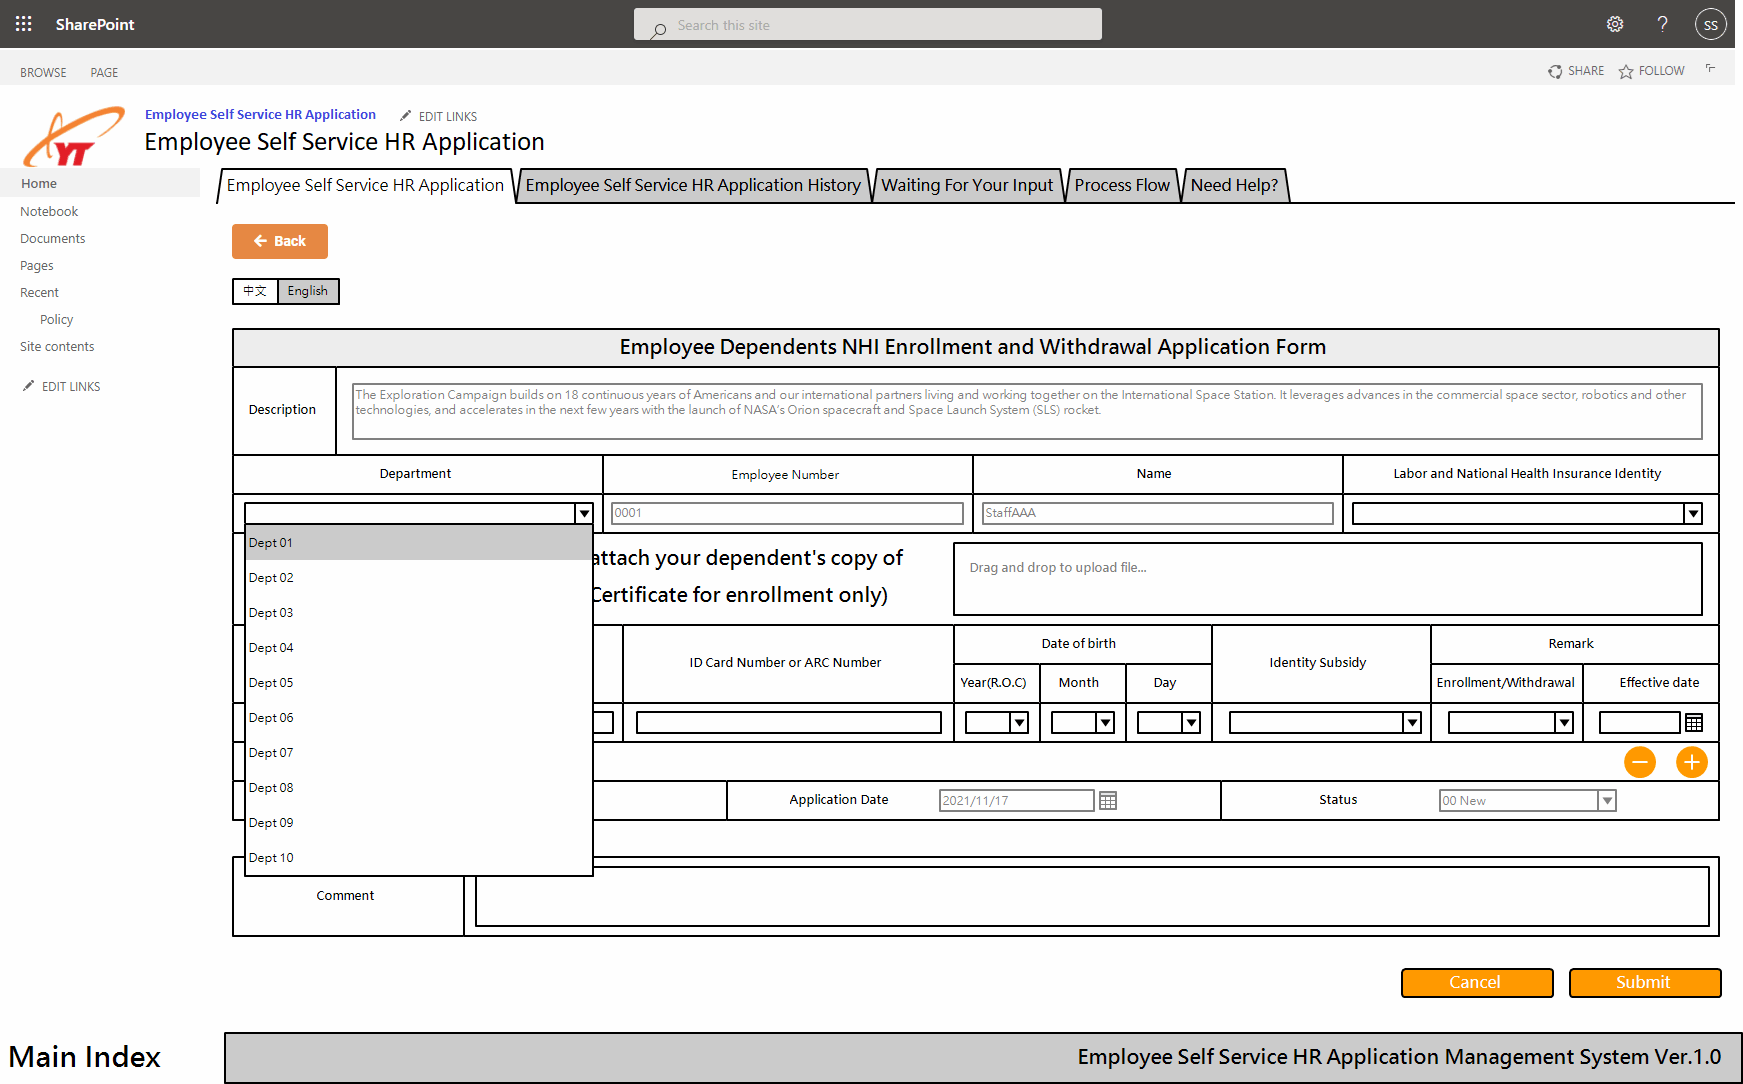 SharePoint
Search this site
?
SS
BROWSE
PAGE
SHARE
FOLLOW
YT
Employee Self Service HR Application
EDIT LINKS
Employee Self Service HR Application
Home
Notebook
Documents
Pages
Recent
Policy
Site contents
EDIT LINKS
Employee Self Service HR Application
Employee Self Service HR Application History
Waiting For Your Input
Process Flow
Need Help?
Back
中文
English
Employee Dependents NHI Enrollment and Withdrawal Application Form
Description
The Exploration Campaign builds on 18 continuous years of Americans and our international partners living and working together on the International Space Station. It leverages advances in the commercial space sector, robotics and other
technologies, and accelerates in the next few years with the launch of NASA's Orion spacecraft and Space Launch System (SLS) rocket.
Department
Employee Number
Name
Labor and National Health Insurance Identity
0001
StaffAAA
Dept 01
Dept 02
Dept 03
Dept 04
Dept 05
Dept 06
Dept 07
Dept 08
Dept 09
Dept 10
attach your dependent's copy of
Certificate for enrollment only)
Drag and drop to upload file...
ID Card Number or ARC Number
Date of birth
Year(R.O.C)
Month
Day
Identity Subsidy
Remark
Enrollment/Withdrawal
Effective date
Application Date
2021/11/17
Status
00 New
Comment
Cancel
Submit
Main Index
Employee Self Service HR Application Management System Ver.1.0